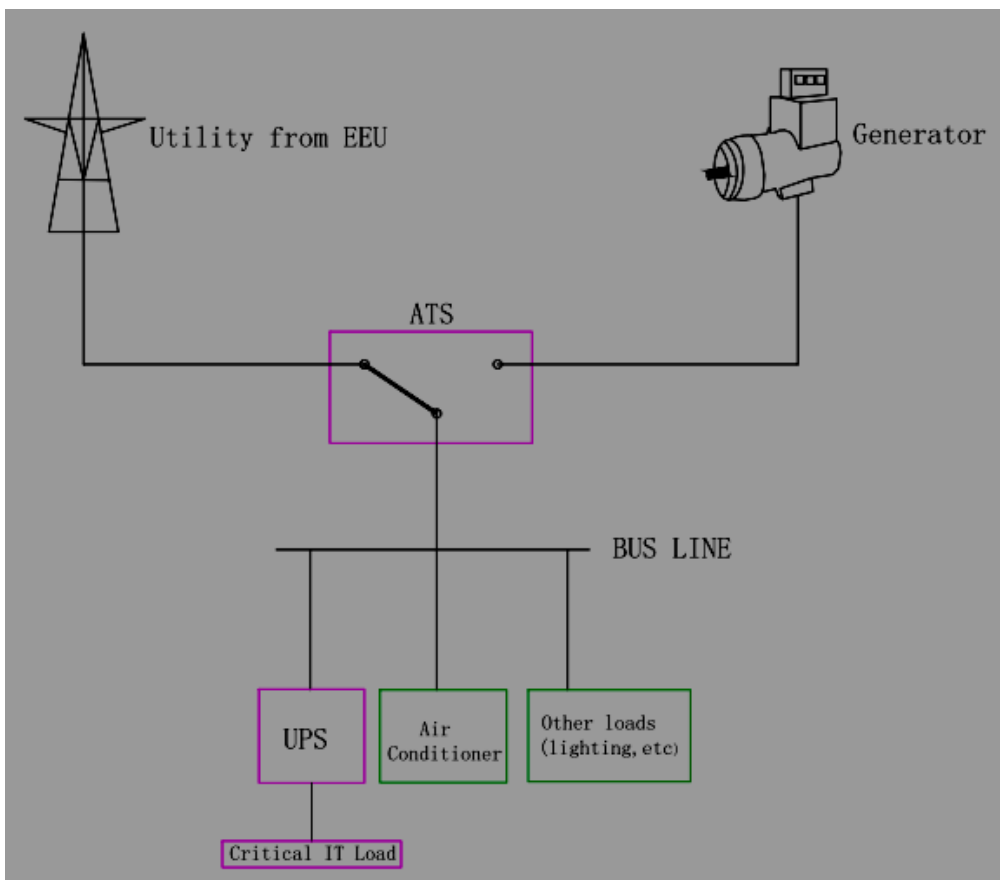 Utility from EEU
Generator
ATS
BUS LINE
UPS
Air
Conditioner
Other loads
(lighting,etc)
Critical IT Load